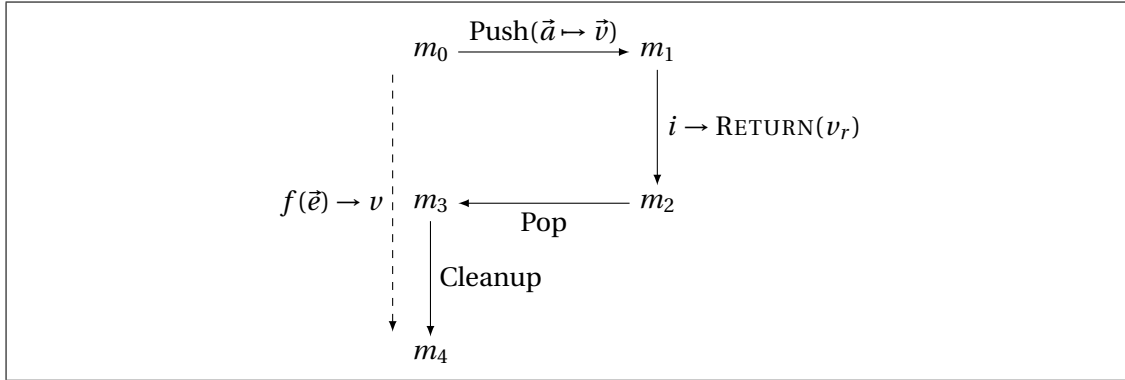 Push(a⃗ ↦ v⃗)
m₀ m₁
i → RETURN(vᵣ)
f(e⃗) → v m₃ m₂
Pop
Cleanup
m₄